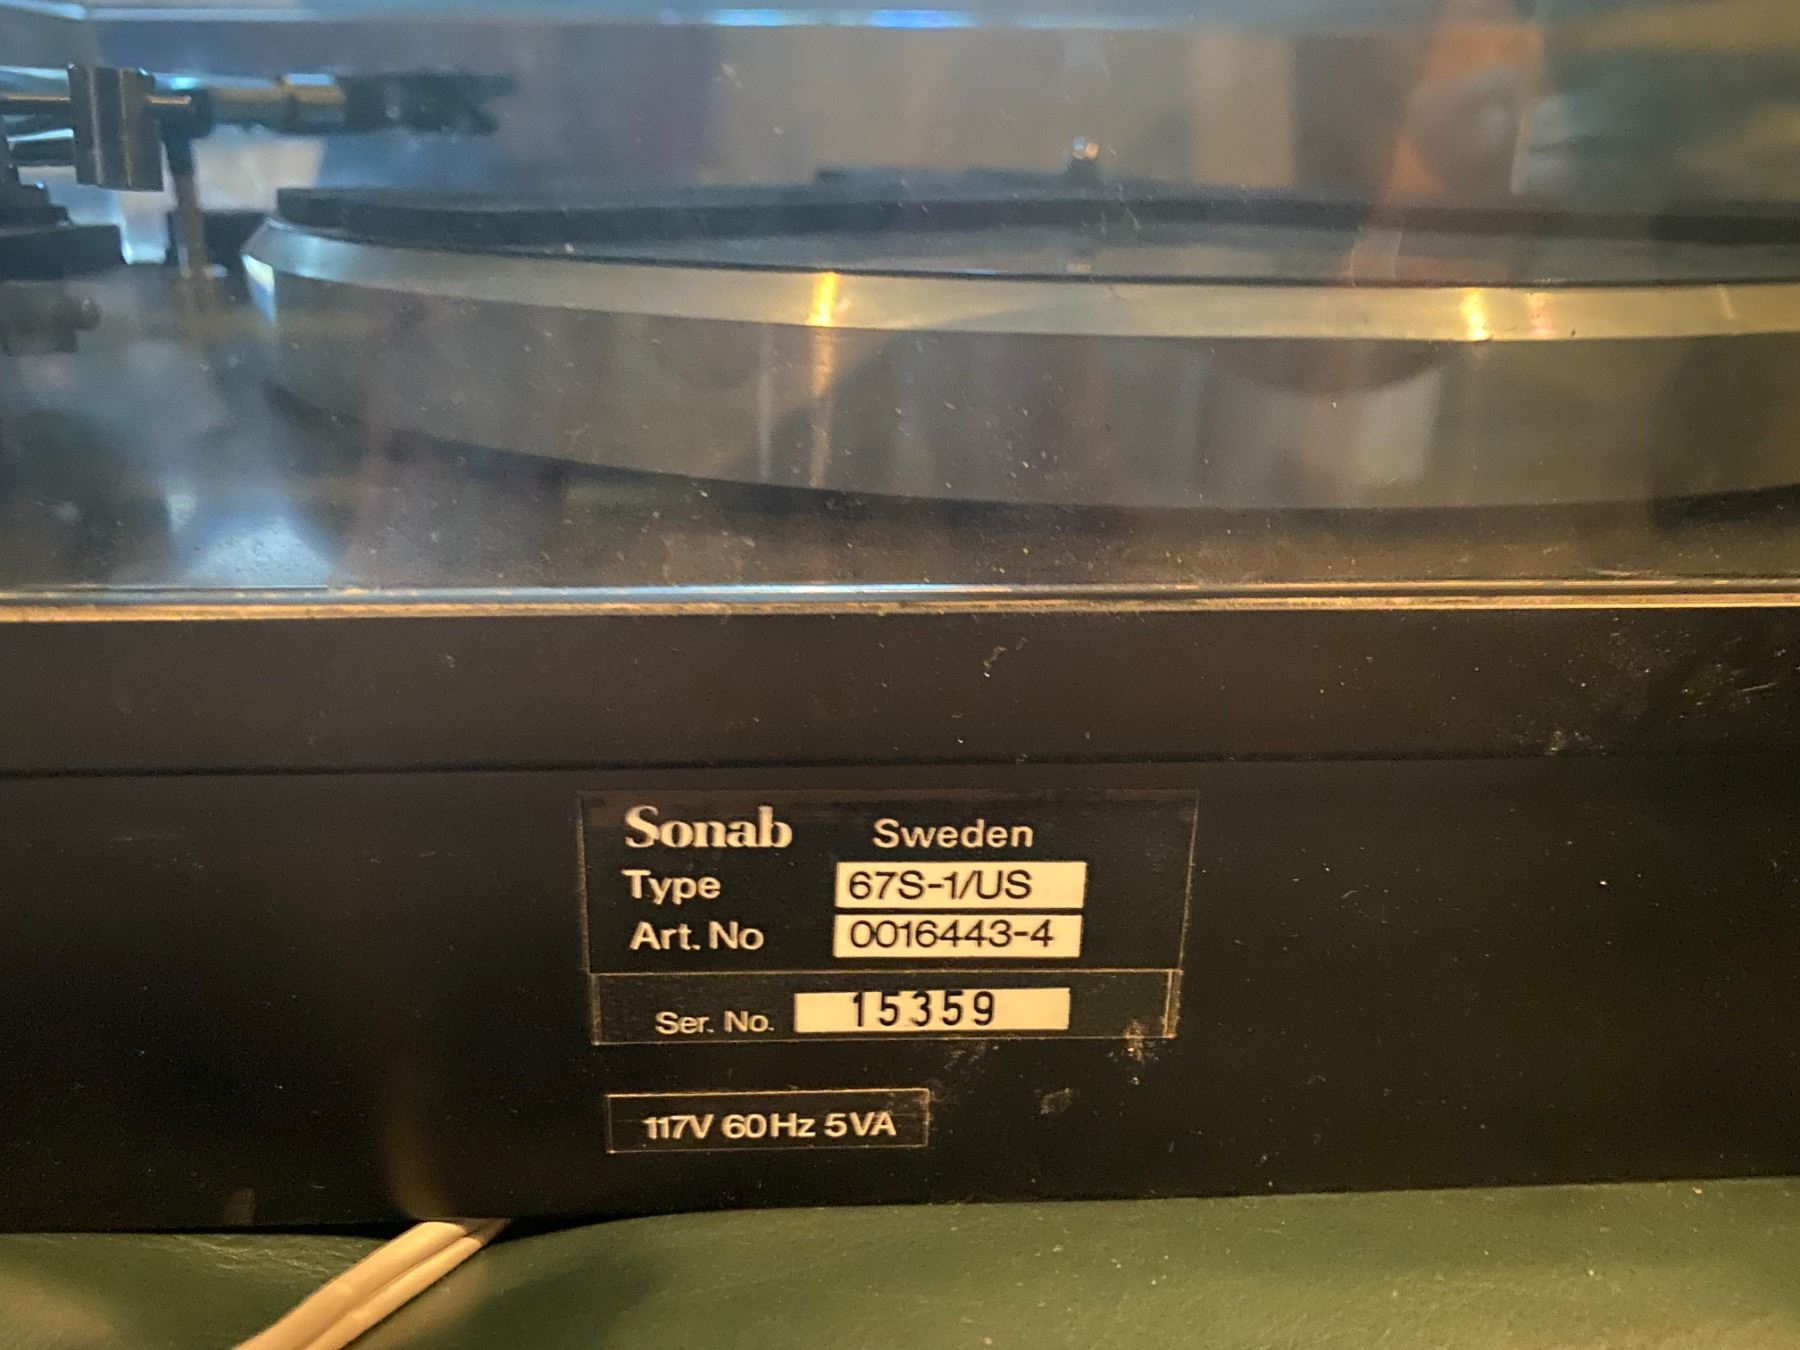 Sonab Sweden
Type 67S-1/US
Art. No 0016443-4
Ser. No. 15359
117V 60Hz 5VA